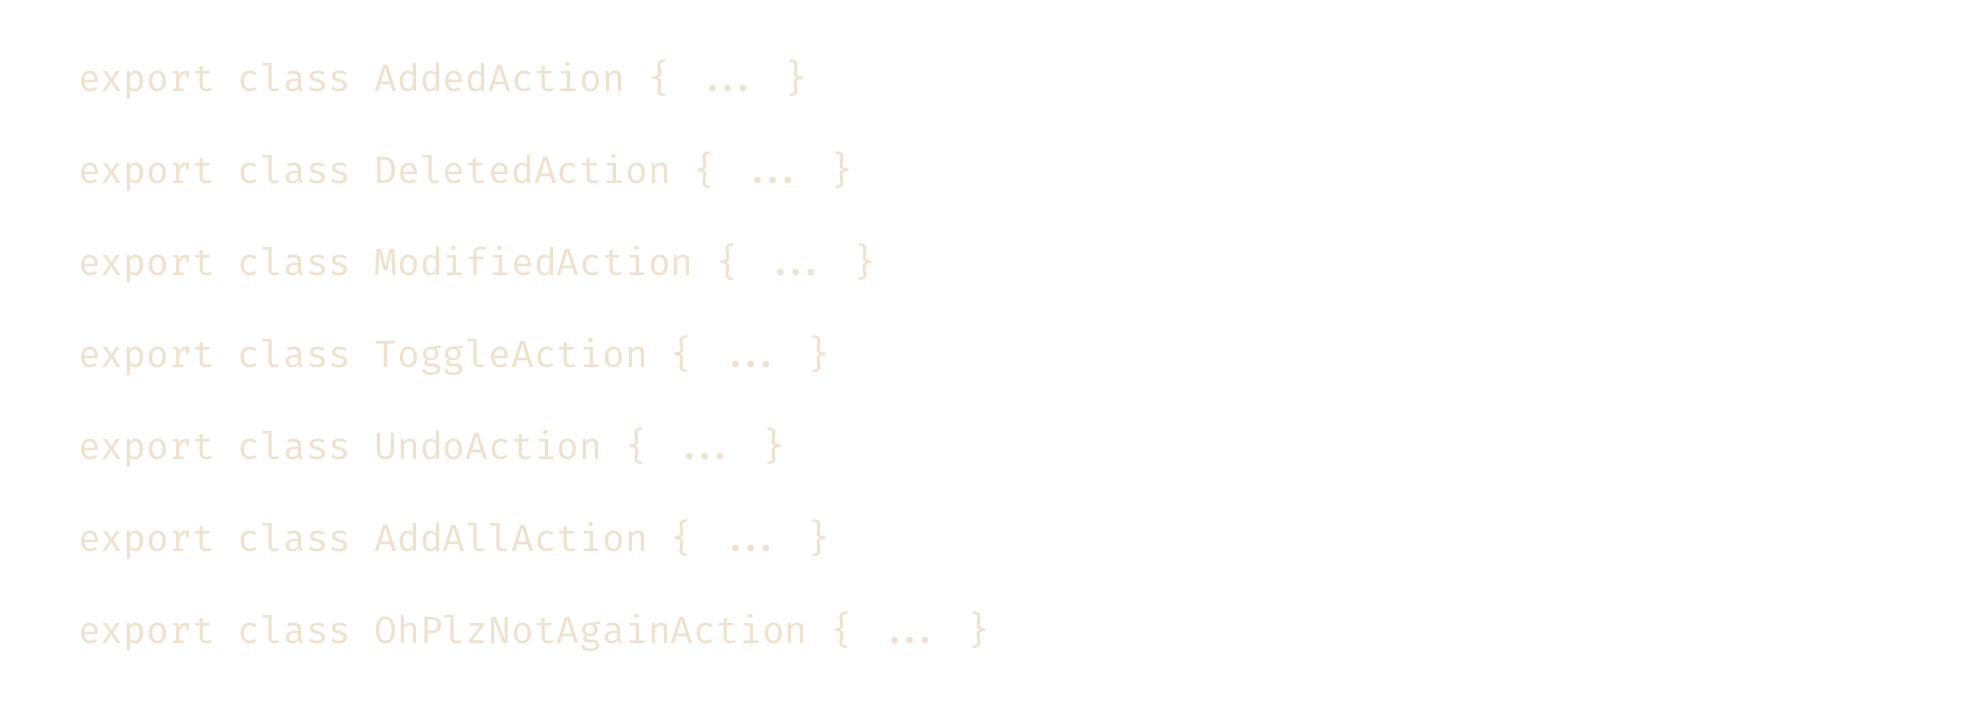 export class AddedAction { ... }
export class DeletedAction { ... }
export class ModifiedAction { ... }
export class ToggleAction { ... }
export class UndoAction { ... }
export class AddAllAction { ... }
export class OhPlzNotAgainAction { ... }